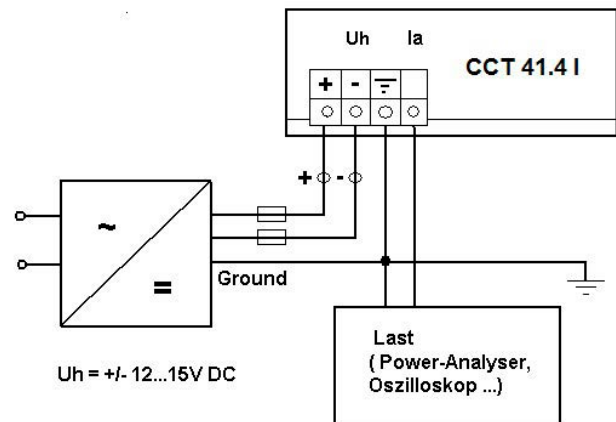 Uh Ia
CCT 41.4 I
+ -
+ -
~
=
Ground
Uh = +/- 12...15V DC
Last
( Power-Analyser,
Oszilloskop ...)